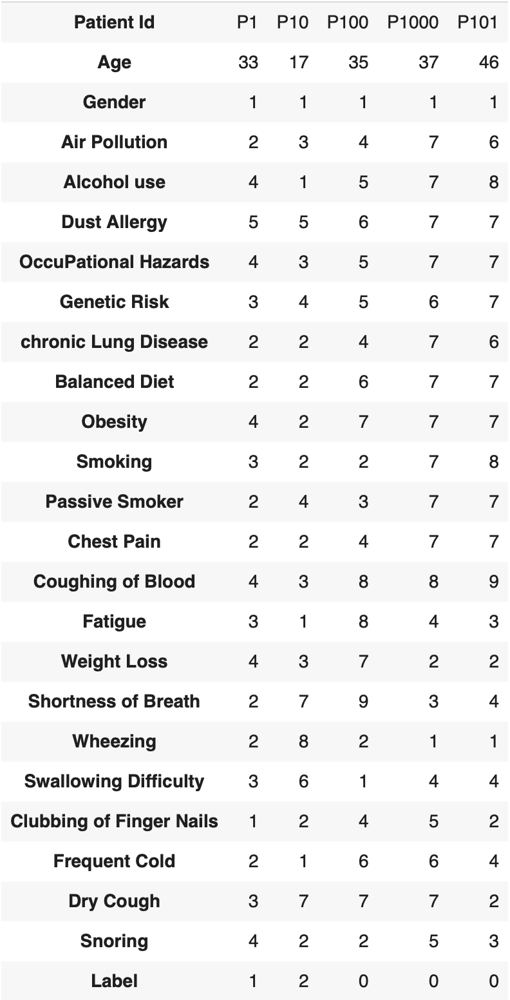 Patient Id P1 P10 P100 P1000 P101
Age 33 17 35 37 46
Gender 1 1 1 1 1
Air Pollution 2 3 4 7 6
Alcohol use 4 1 5 7 8
Dust Allergy 5 5 6 7 7
OccuPational Hazards 4 3 5 7 7
Genetic Risk 3 4 5 6 7
chronic Lung Disease 2 2 4 7 6
Balanced Diet 2 2 6 7 7
Obesity 4 2 7 7 7
Smoking 3 2 2 7 8
Passive Smoker 2 4 3 7 7
Chest Pain 2 2 4 7 7
Coughing of Blood 4 3 8 8 9
Fatigue 3 1 8 4 3
Weight Loss 4 3 7 2 2
Shortness of Breath 2 7 9 3 4
Wheezing 2 8 2 1 1
Swallowing Difficulty 3 6 1 4 4
Clubbing of Finger Nails 1 2 4 5 2
Frequent Cold 2 1 6 6 4
Dry Cough 3 7 7 7 2
Snoring 4 2 2 5 3
Label 1 2 0 0 0